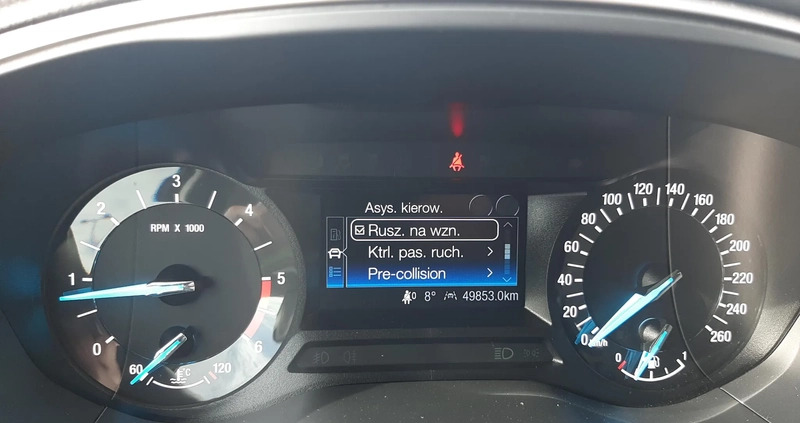 3
2
4
RPM X 1000
1
5
0
6
60
°C
120
Asys. kierow.
Rusz. na wzn.
Ktrl. pas. ruch.
Pre-collision
8° 49853.0km
120 140
100 160
80 180
60 200
40 220
20 240
0 260
km/h
0 1